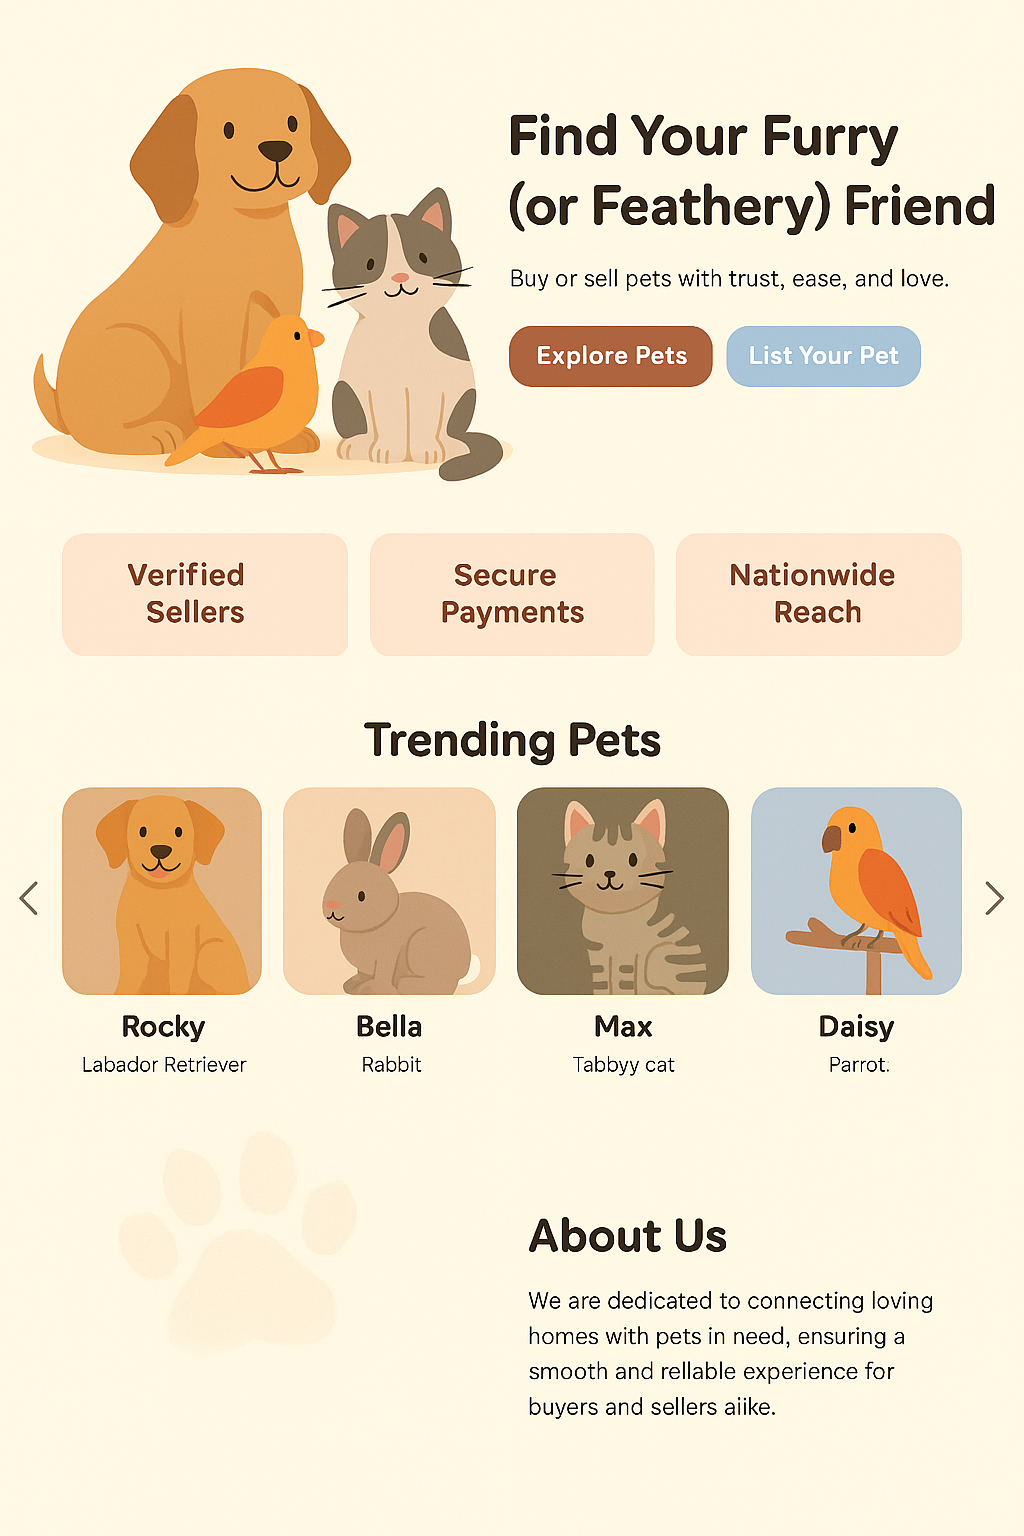 Find Your Furry
(or Feathery) Friend
Buy or sell pets with trust, ease, and love.
Explore Pets
List Your Pet
Verified
Sellers
Secure
Payments
Nationwide
Reach
Trending Pets
Rocky
Labador Retriever
Bella
Rabbit
Max
Tabbyy cat
Daisy
Parrot.
About Us
We are dedicated to connecting loving
homes with pets in need, ensuring a
smooth and rellable experience for
buyers and sellers aiike.